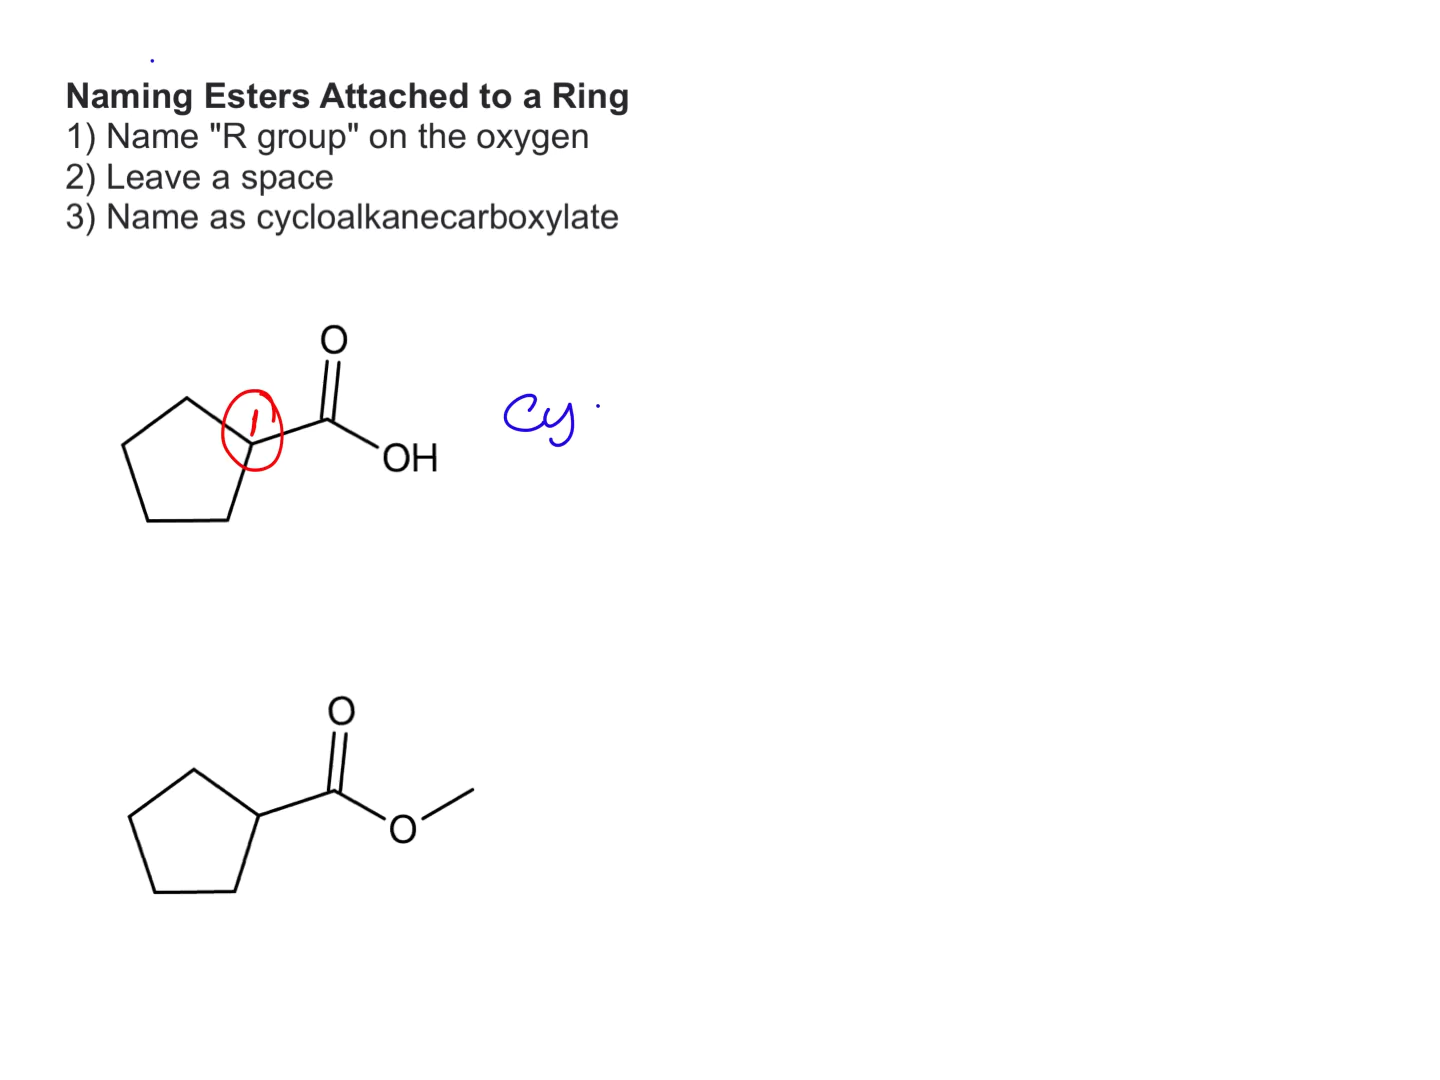 Naming Esters Attached to a Ring
1) Name "R group" on the oxygen
2) Leave a space
3) Name as cycloalkanecarboxylate
O
1
Cy
OH
O
O